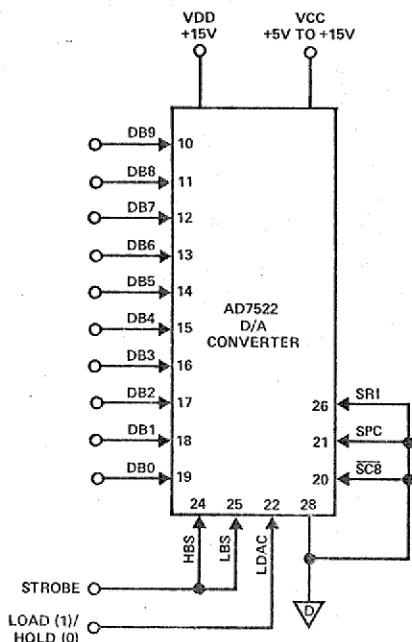 VDD
+15V
VCC
+5V TO +15V
DB9
10
DB8
11
DB7
12
DB6
13
DB5
14
DB4
15
DB3
16
DB2
17
DB1
18
DB0
19
AD7522
D/A
CONVERTER
26
SRI
21
SPC
20
SC8
24
25
22
28
HBS
LBS
LDAC
STROBE
LOAD (1)/
HOLD (0)
D